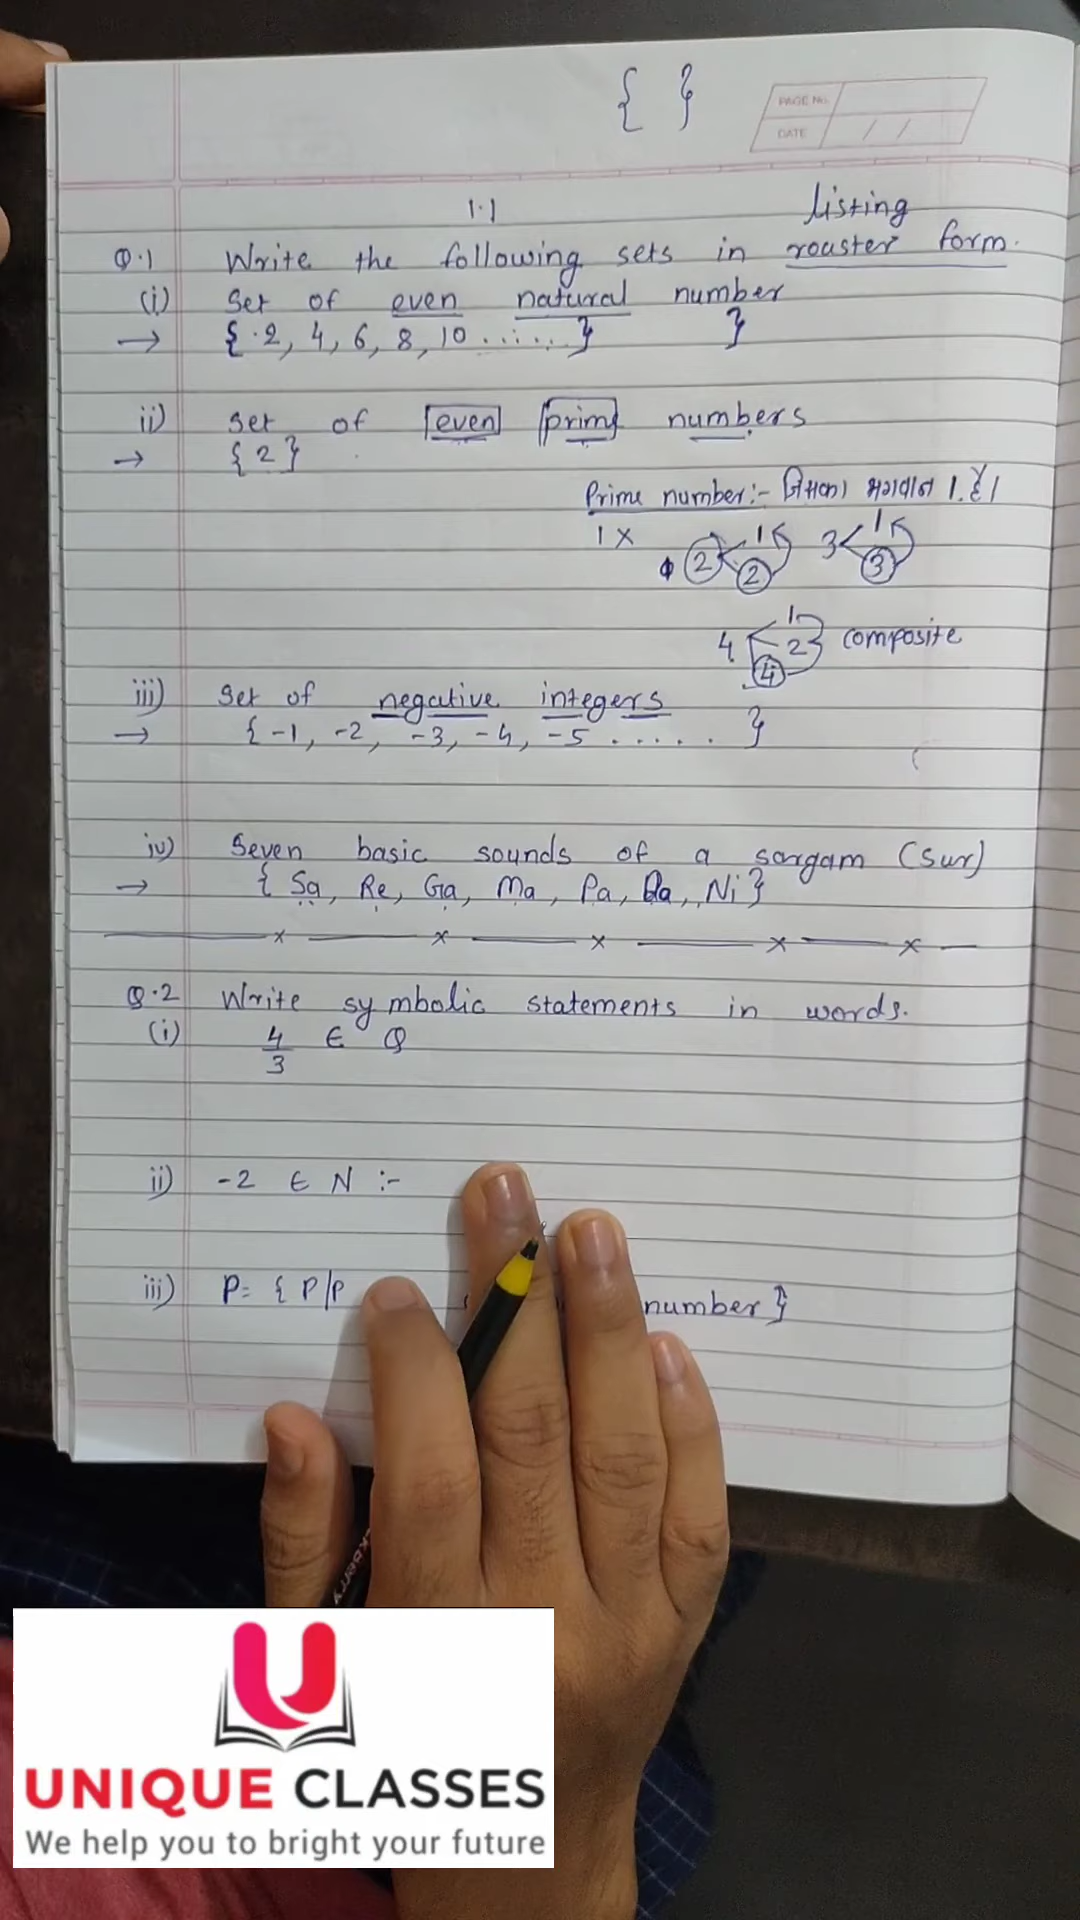 { }
PAGE No.
DATE / /
1.1 listing
Q.1 Write the following sets in rouster form.
(i) Set of even natural number
→ {.2, 4, 6, 8, 10 ......} }
ii) set of even prim numbers
→ {2}
Prime number:- जिसका भगवान 1 है।
1 X 2 1 2 3 1 3
4 1 2 4 composite
iii) Set of negative integers
→ {-1, -2, -3, -4, -5 ...... }
iv) Seven basic sounds of a sargam (Sur)
→ { Sa, Re, Ga, Ma, Pa, Da, Ni}
Q.2 Write symbolic statements in words.
(i) 4/3 ∈ Q
ii) -2 ∈ N :-
iii) P= { P/P number}
UNIQUE CLASSES
We help you to bright your future